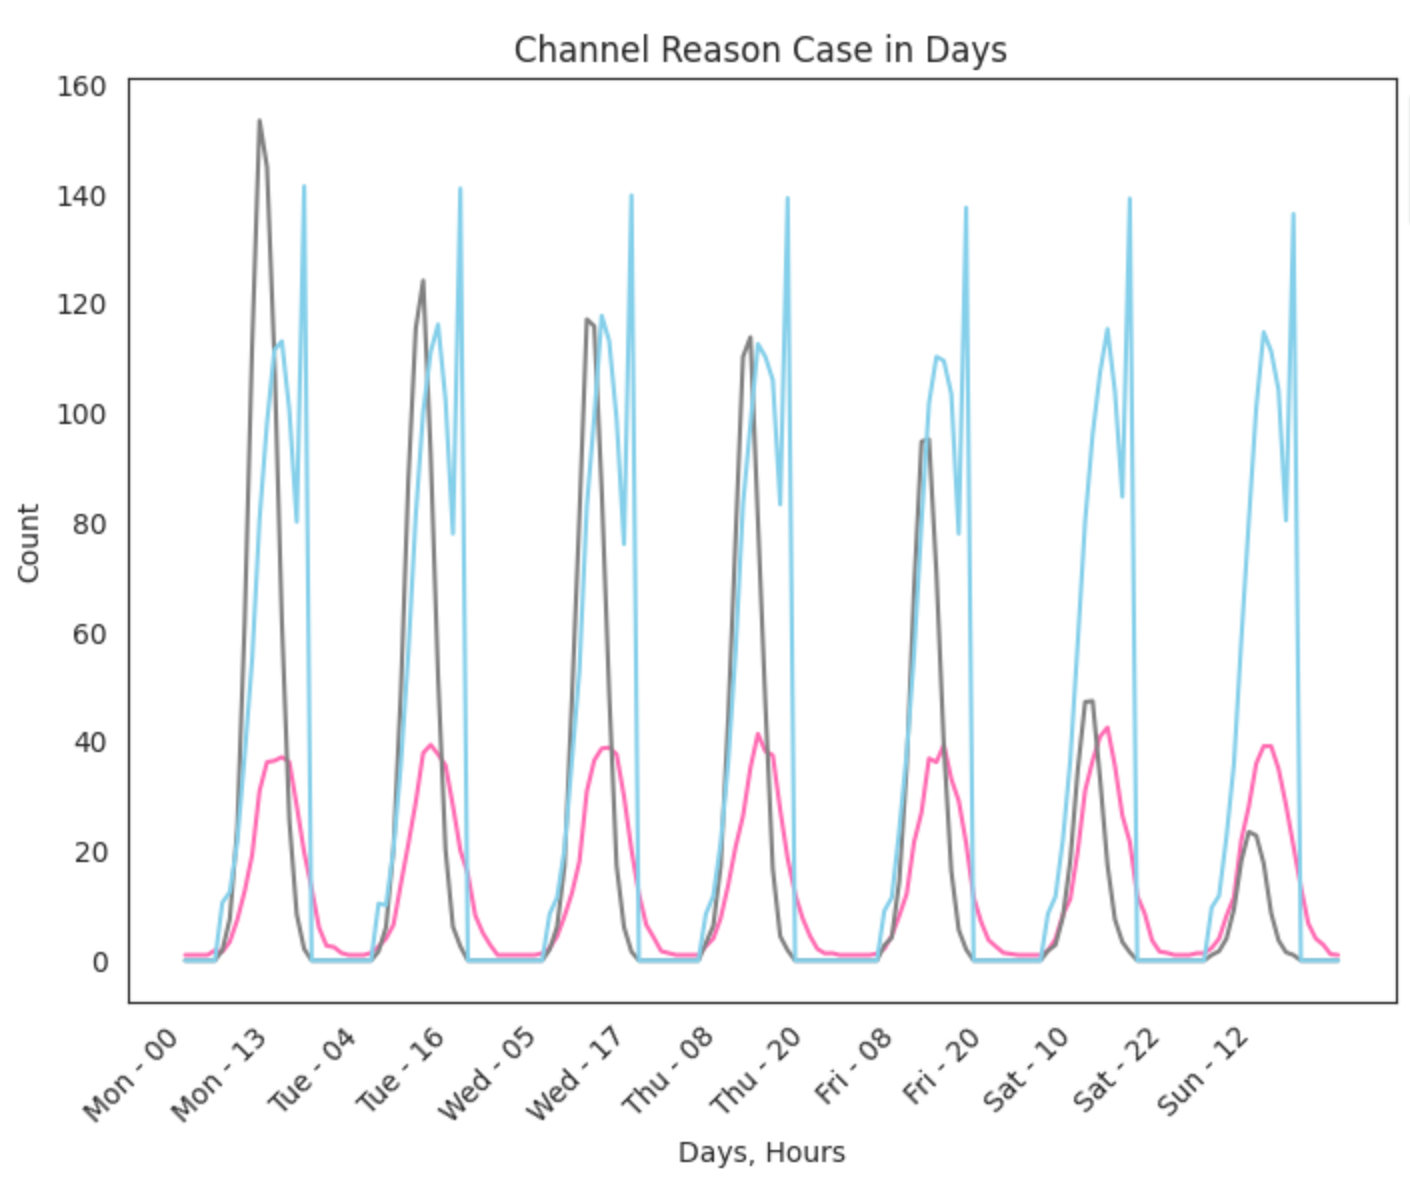 Channel Reason Case in Days
160
140
120
100
80
60
40
20
0
Count
Mon - 00
Mon - 13
Tue - 04
Tue - 16
Wed - 05
Wed - 17
Thu - 08
Thu - 20
Fri - 08
Fri - 20
Sat - 10
Sat - 22
Sun - 12
Days, Hours